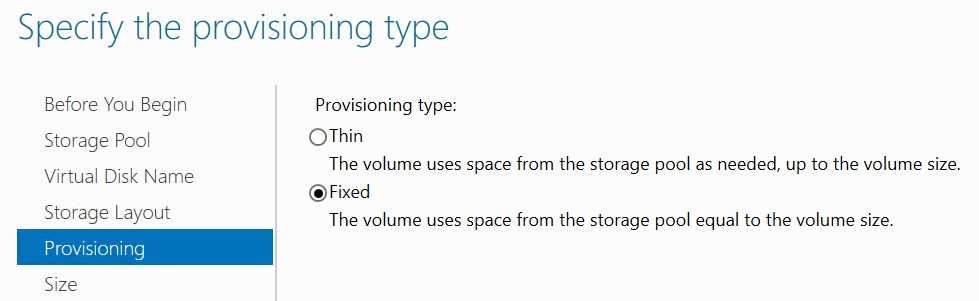 Specify the provisioning type
Before You Begin
Storage Pool
Virtual Disk Name
Storage Layout
Provisioning
Size
Provisioning type:
Thin
The volume uses space from the storage pool as needed, up to the volume size.
Fixed
The volume uses space from the storage pool equal to the volume size.